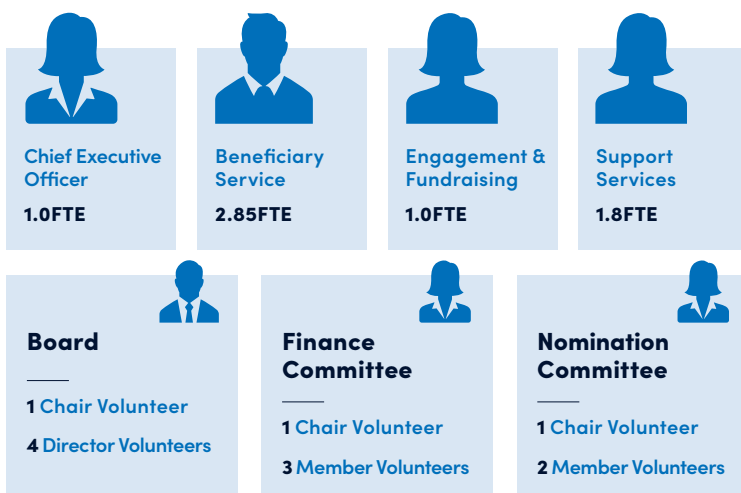 Chief Executive
Officer
1.0FTE
Beneficiary
Service
2.85FTE
Engagement &
Fundraising
1.0FTE
Support
Services
1.8FTE
Board
1 Chair Volunteer
4 Director Volunteers
Finance
Committee
1 Chair Volunteer
3 Member Volunteers
Nomination
Committee
1 Chair Volunteer
2 Member Volunteers